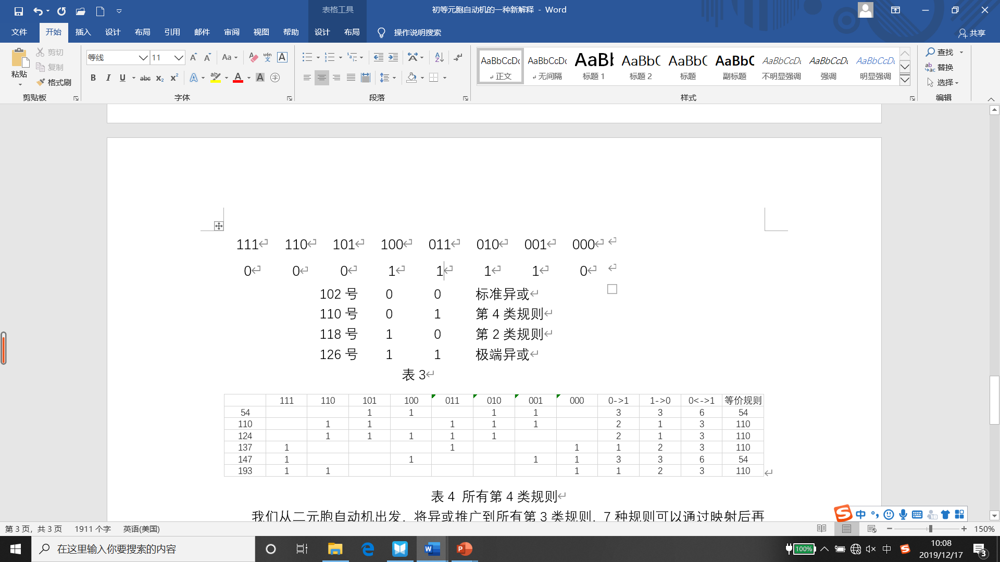 表格工具
初等元胞自动机的一种新解释 - Word
文件 开始 插入 设计 布局 引用 邮件 审阅 视图 帮助 设计 布局 操作说明搜索 共享
粘贴 剪切 复制 格式刷
剪贴板
等线 11
字体
段落
AaBbCcDc AaBbCcDc AaBb AaBbC AaBbC AaBbC AaBbCcDc AaBbCcDc AaBbCcDc
正文 无间隔 标题 1 标题 2 标题 副标题 不明显强调 强调 明显强调
样式
查找
替换
选择
编辑
111 110 101 100 011 010 001 000
0 0 0 1 1 1 1 0
102 号 0 0 标准异或
110 号 0 1 第 4 类规则
118 号 1 0 第 2 类规则
126 号 1 1 极端异或
表 3
111 110 101 100 011 010 001 000 0->1 1->0 0<->1 等价规则
54 1 1 1 1 3 3 6 54
110 1 1 1 1 1 2 1 3 110
124 1 1 1 1 1 2 1 3 110
137 1 1 1 1 2 3 110
147 1 1 1 1 3 3 6 54
193 1 1 1 1 2 3 110
表 4 所有第 4 类规则
我们从二元胞自动机出发，将异或推广到所有第 3 类规则，7 种规则可以通过映射后再
中
第 3 页，共 3 页 1911 个字 英语(美国)
150%
在这里输入你要搜索的内容
100%
中
10:08
2019/12/17
3